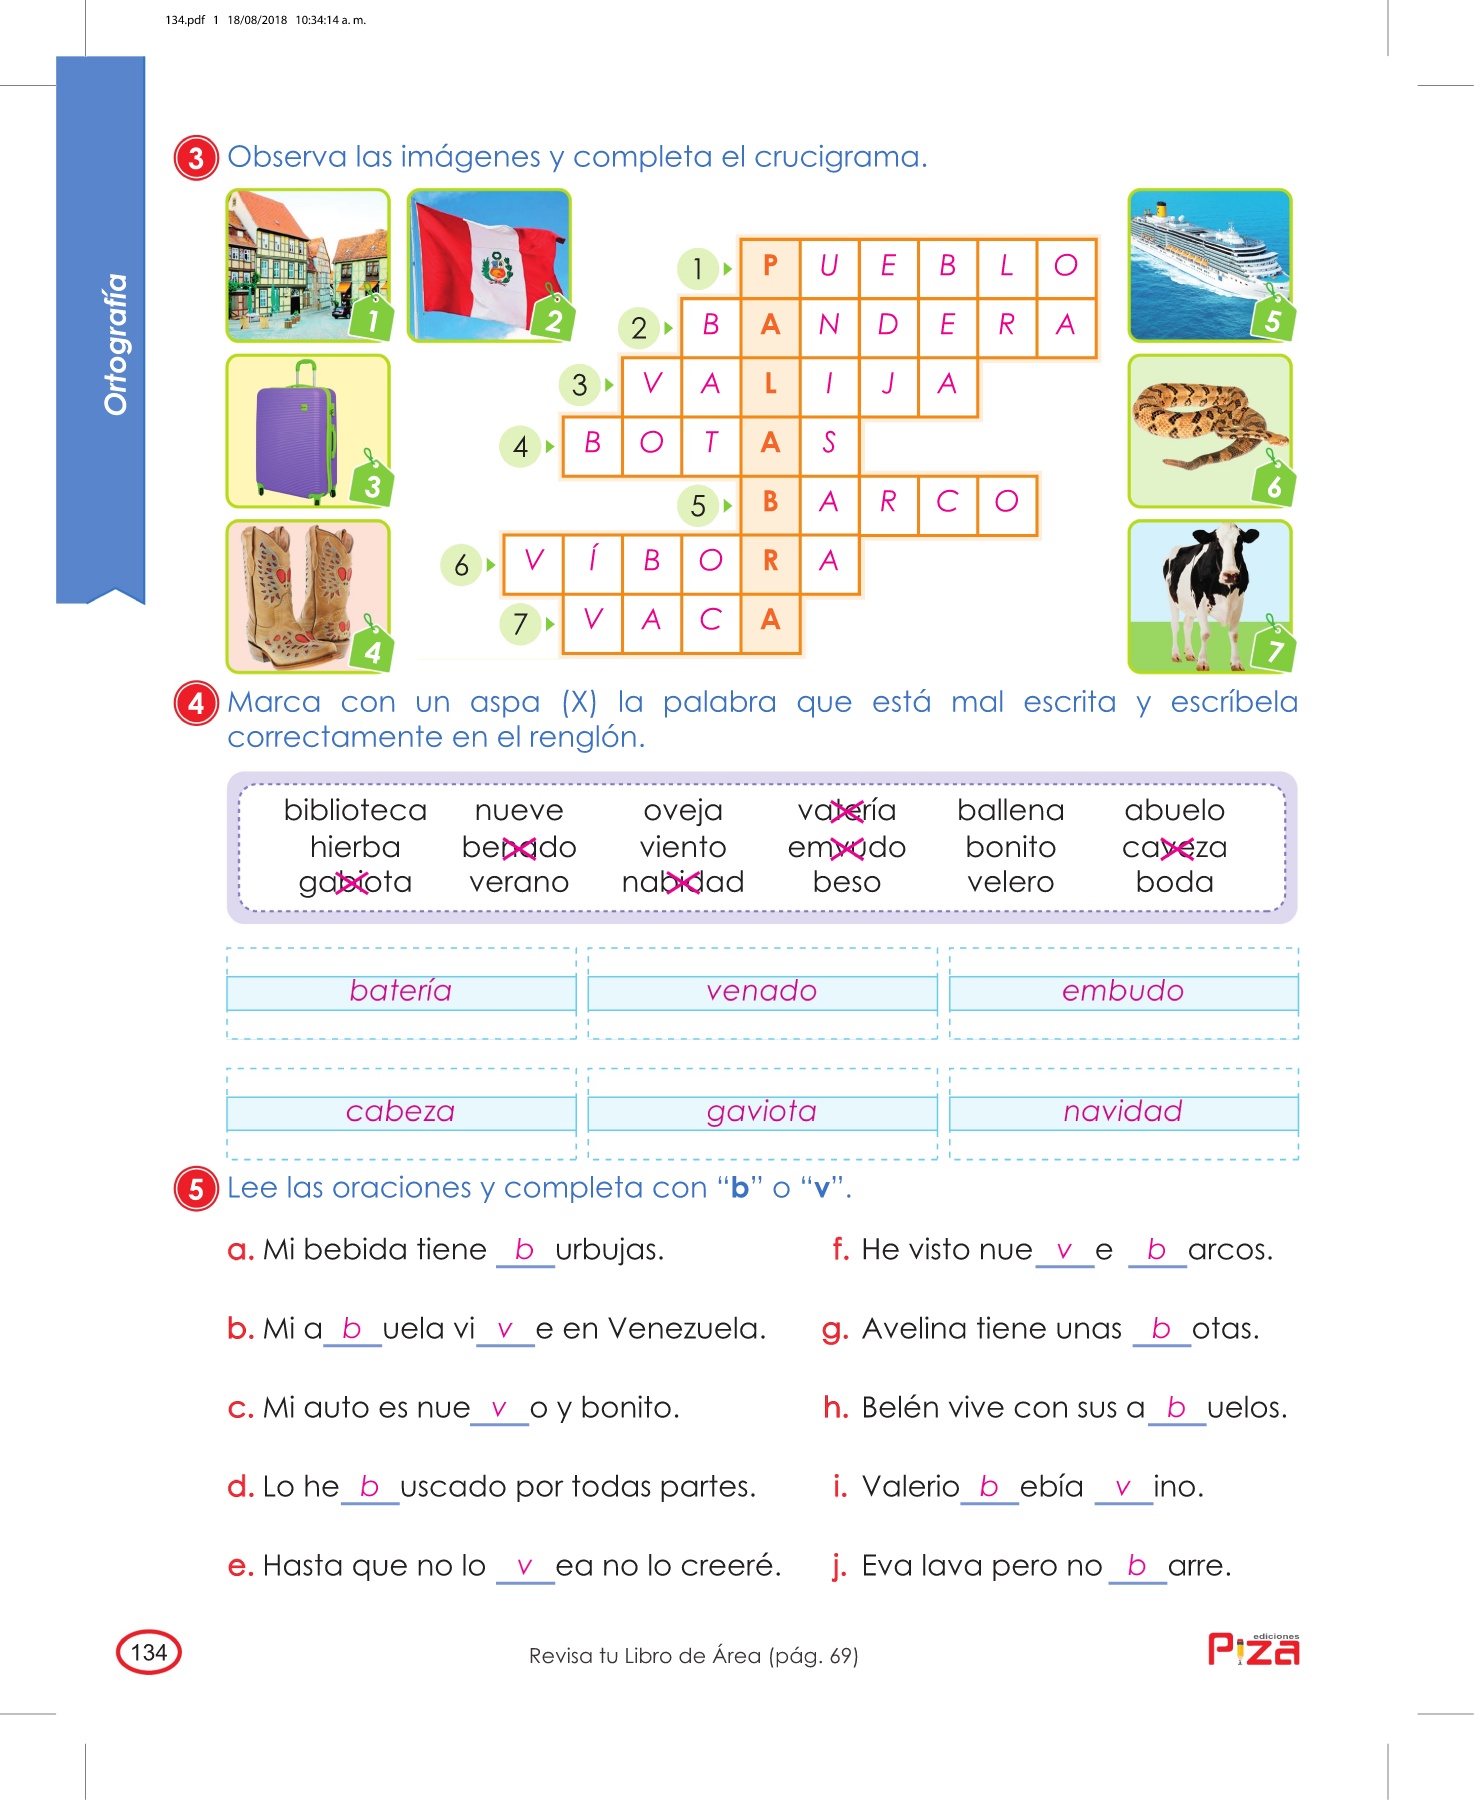 134.pdf 1 18/08/2018 10:34:14 a. m.
Ortografía
3 Observa las imágenes y completa el crucigrama.
1
2
3
4
5
6
7
1 P U E B L O
2 B A N D E R A
3 V A L I J A
4 B O T A S
5 B A R C O
6 V Í B O R A
7 V A C A
4 Marca con un aspa (X) la palabra que está mal escrita y escríbela
correctamente en el renglón.
biblioteca nueve oveja vatería ballena abuelo
hierba benado viento emvudo bonito caveza
gabiota verano nabidad beso velero boda
batería venado embudo
cabeza gaviota navidad
5 Lee las oraciones y completa con “b” o “v”.
a. Mi bebida tiene b urbujas.
b. Mi a b uela vi v e en Venezuela.
c. Mi auto es nue v o y bonito.
d. Lo he b uscado por todas partes.
e. Hasta que no lo v ea no lo creeré.
f. He visto nue v e b arcos.
g. Avelina tiene unas b otas.
h. Belén vive con sus a b uelos.
i. Valerio b ebía v ino.
j. Eva lava pero no b arre.
134
Revisa tu Libro de Área (pág. 69)
ediciones
Piza